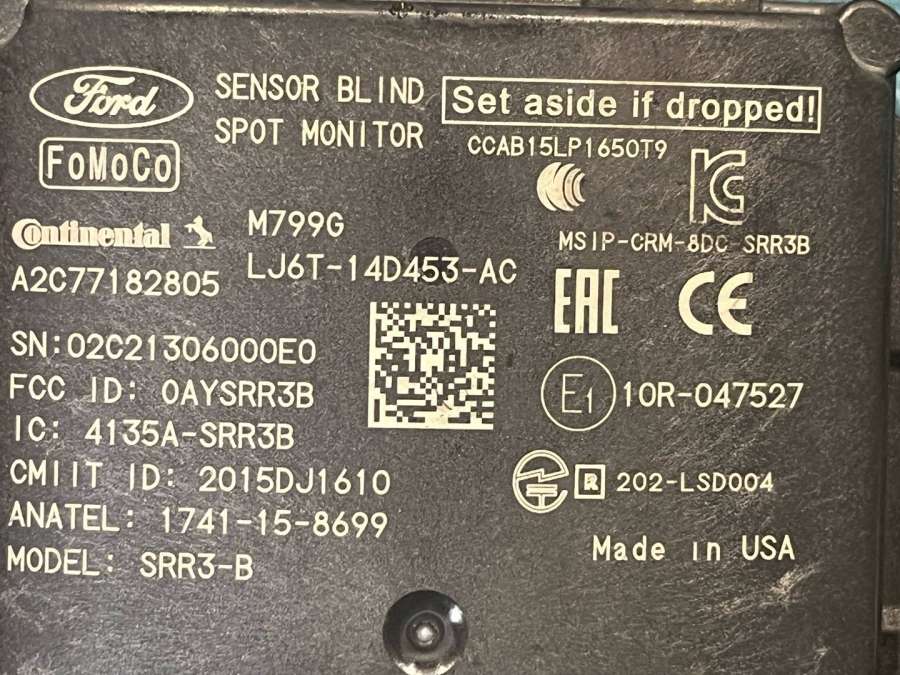 Ford
SENSOR BLIND
SPOT MONITOR
Set aside if dropped!
FoMoCo
CCAB15LP1650T9
Continental
M799G
MSIP-CRM-8DC-SRR3B
A2C77182805
LJ6T-14D453-AC
EAC
CE
SN:02C21306000E0
FCC ID: OAYSRR3B
E1
10R-047527
IC: 4135A-SRR3B
CMIIT ID: 2015DJ1610
R
202-LSD004
ANATEL: 1741-15-8699
Made in USA
MODEL: SRR3-B